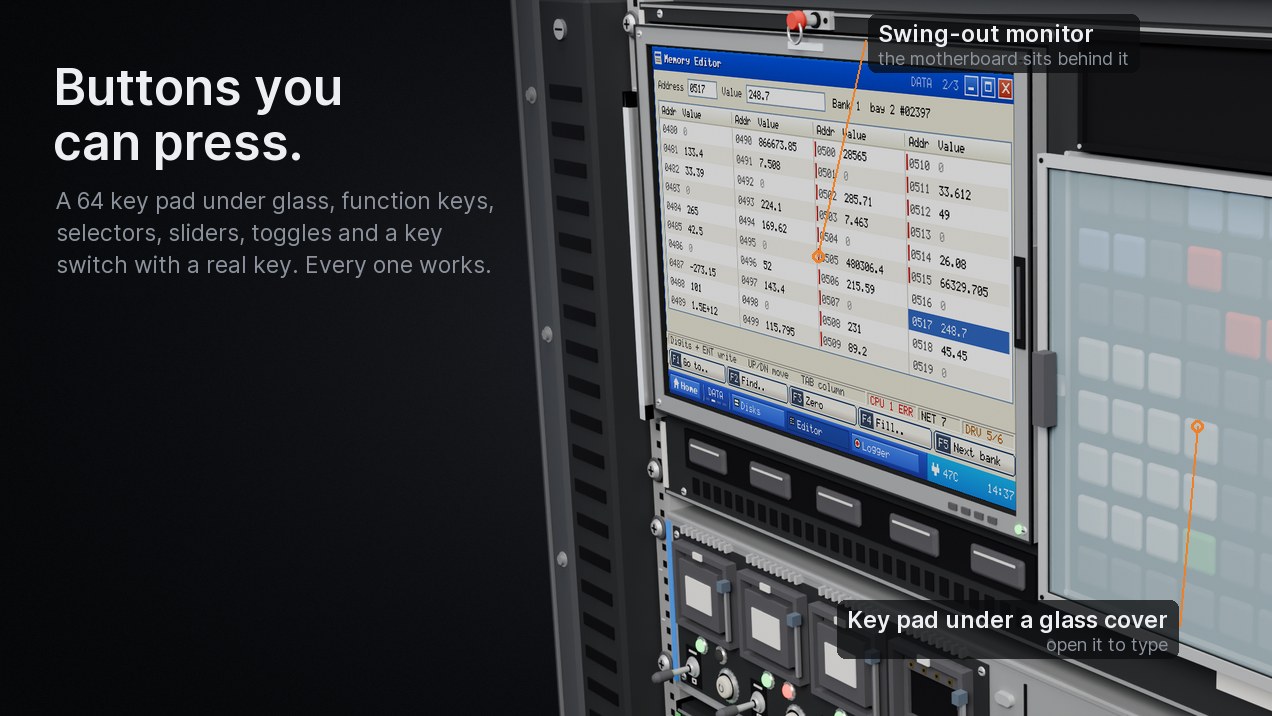 Buttons you
can press.
A 64 key pad under glass, function keys,
selectors, sliders, toggles and a key
switch with a real key. Every one works.
Swing-out monitor
the motherboard sits behind it
Memory Editor
DATA 2/3
Address 0517 Value 248.7 Bank 1 bay 2 #02397
Addr Value Addr Value Addr Value Addr Value
0480 0 0490 866673.85 0500 28565 0510 0
0481 133.4 0491 7.508 0501 0 0511 33.612
0482 33.39 0492 0 0502 285.71 0512 49
0483 0 0493 224.1 0503 7.463 0513 0
0484 265 0494 169.62 0504 0 0514 26.08
0485 42.5 0495 0 0505 480306.4 0515 66329.705
0486 0 0496 52 0506 215.59 0516 0
0487 -273.15 0497 143.4 0507 0 0517 248.7
0488 101 0498 0 0508 231 0518 45.45
0489 1.5E+12 0499 115.795 0509 89.2 0519 0
Digits + ENT write UP/DN move TAB column
CPU 1 ERR NET 7 DRV 5/6
F1 Go to.. F2 Find.. F3 Zero F4 Fill.. F5 Next bank
Home DATA Disks Editor Logger 47C 14:37
Key pad under a glass cover
open it to type